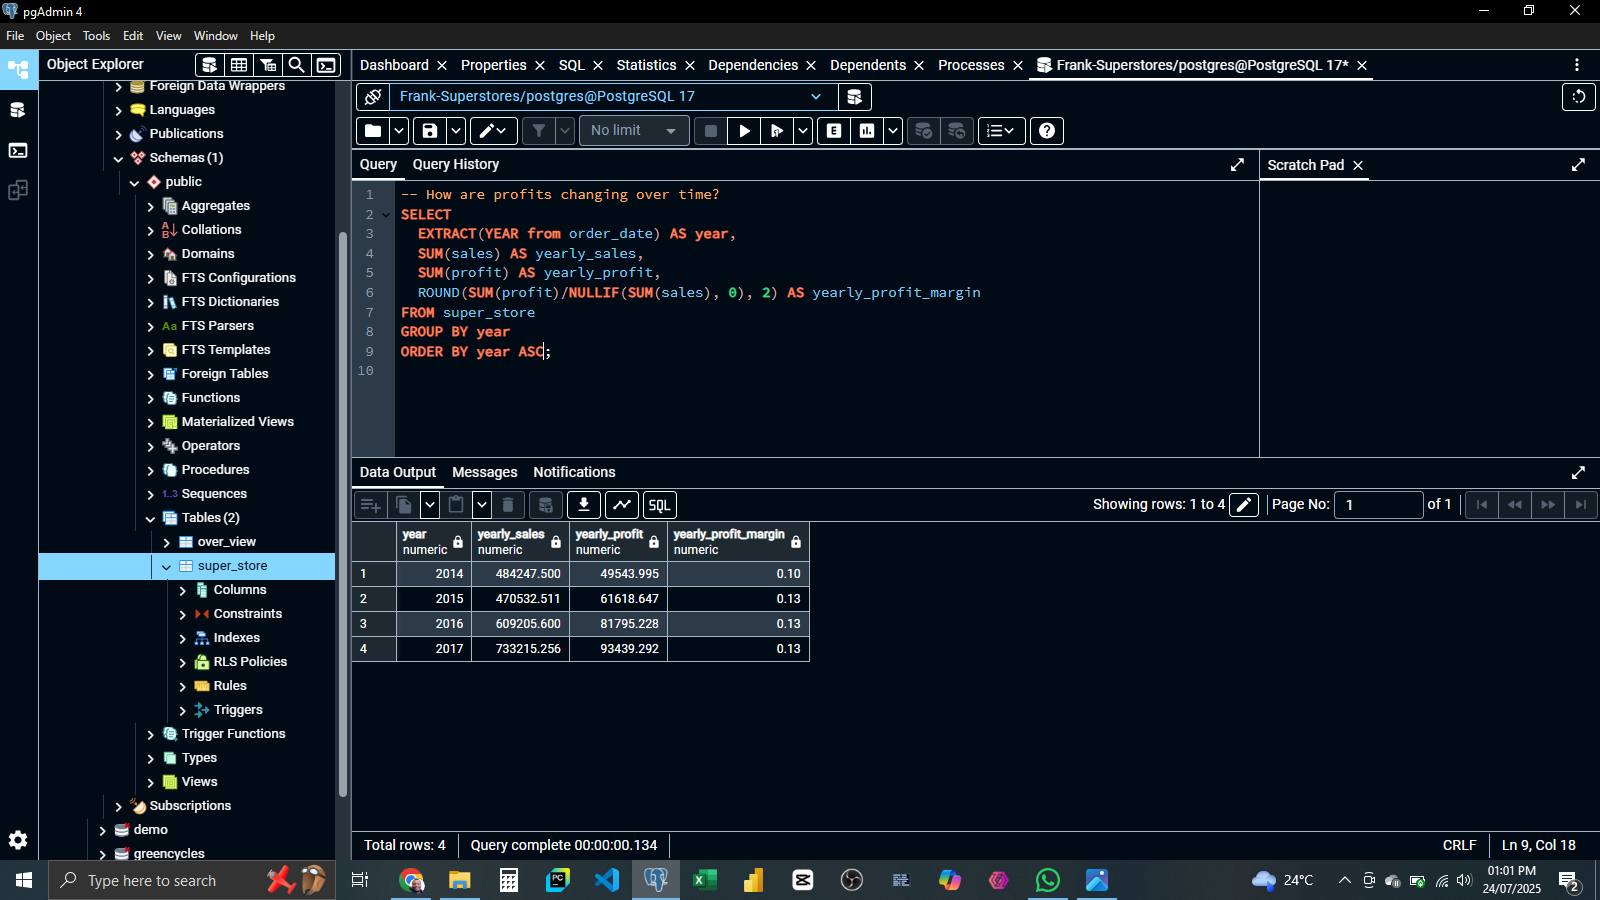 pgAdmin 4
File Object Tools Edit View Window Help
Object Explorer
Dashboard Properties SQL Statistics Dependencies Dependents Processes Frank-Superstores/postgres@PostgreSQL 17*
Frank-Superstores/postgres@PostgreSQL 17
No limit
E
Query Query History
Scratch Pad
Foreign Data Wrappers
Languages
Publications
Schemas (1)
public
Aggregates
Collations
Domains
FTS Configurations
FTS Dictionaries
Aa FTS Parsers
FTS Templates
Foreign Tables
Functions
Materialized Views
Operators
Procedures
1..3 Sequences
Tables (2)
over_view
super_store
Columns
Constraints
Indexes
RLS Policies
Rules
Triggers
Trigger Functions
Types
Views
Subscriptions
demo
greencycles
1 -- How are profits changing over time?
2 SELECT
3 EXTRACT(YEAR from order_date) AS year,
4 SUM(sales) AS yearly_sales,
5 SUM(profit) AS yearly_profit,
6 ROUND(SUM(profit)/NULLIF(SUM(sales), 0), 2) AS yearly_profit_margin
7 FROM super_store
8 GROUP BY year
9 ORDER BY year ASC;
10
Data Output Messages Notifications
SQL Showing rows: 1 to 4 Page No: 1 of 1
year yearly_sales yearly_profit yearly_profit_margin
numeric numeric numeric numeric
1 2014 484247.500 49543.995 0.10
2 2015 470532.511 61618.647 0.13
3 2016 609205.600 81795.228 0.13
4 2017 733215.256 93439.292 0.13
Total rows: 4 Query complete 00:00:00.134 CRLF Ln 9, Col 18
Type here to search
24°C
01:01 PM
24/07/2025
2